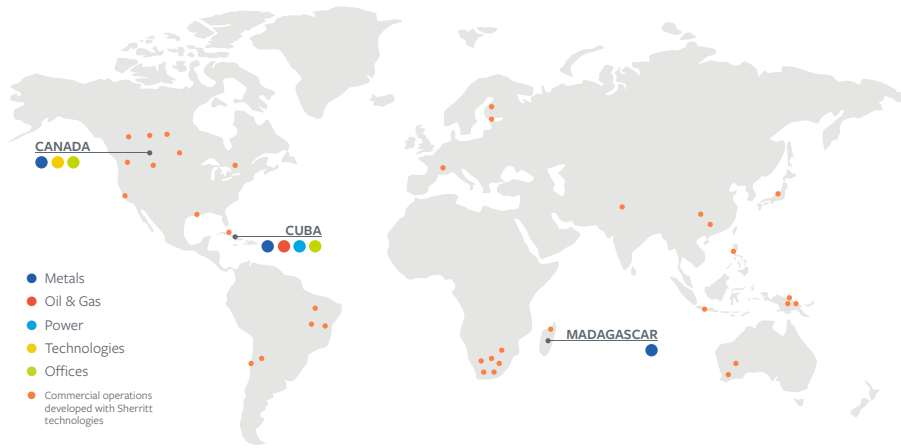 CANADA
CUBA
MADAGASCAR
Metals
Oil & Gas
Power
Technologies
Offices
Commercial operations
developed with Sherritt
technologies